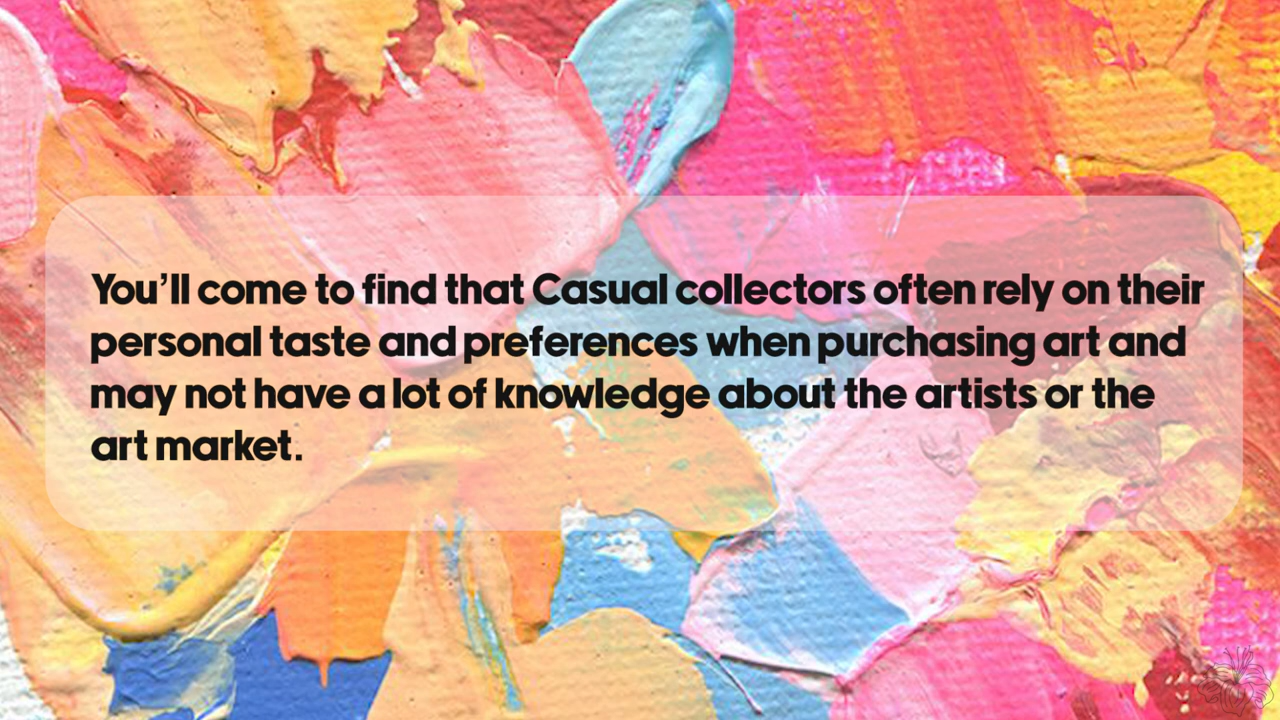 You’ll come to find that Casual collectors often rely on their
personal taste and preferences when purchasing art and
may not have a lot of knowledge about the artists or the
art market.